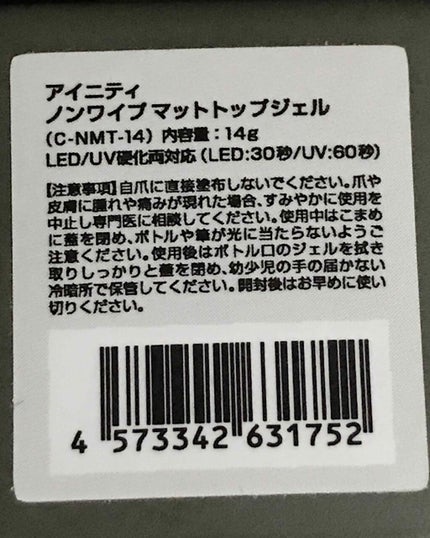 アイニティ
ノンワイプマットトップジェル
(C-NMT-14) 内容量：14g
LED/UV硬化両対応（LED:30秒/UV:60秒）
【注意事項】自爪に直接塗布しないでください。爪や
皮膚に腫れや痛みが現れた場合、すみやかに使用を
中止し専門医に相談してください。使用中はこまめ
に蓋を閉め、ボトルや筆が光に当たらないようご
注意ください。使用後はボトル口のジェルを拭き
取りしっかりと蓋を閉め、幼少児の手の届かない
冷暗所で保管してください。開封後はお早めに使い
切りください。
4 573342 631752